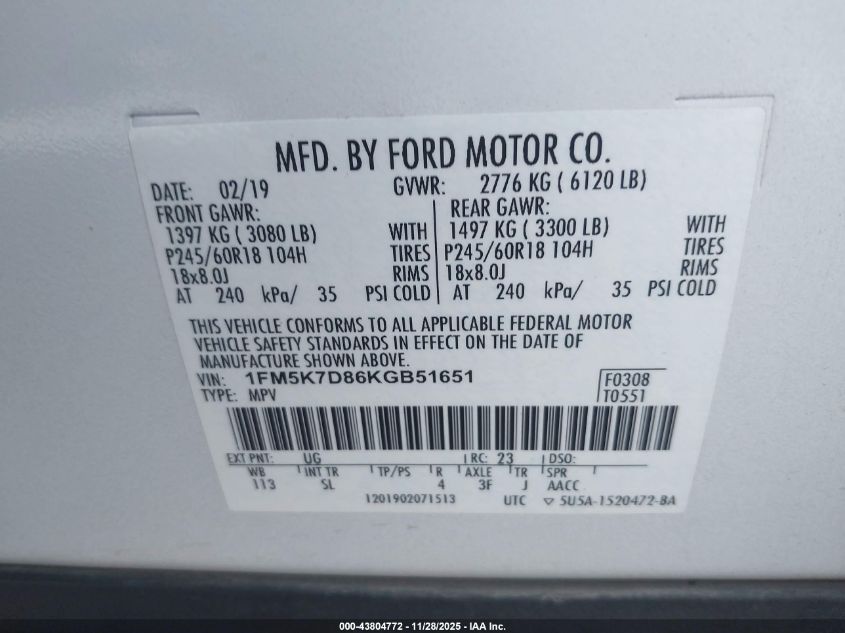 MFD. BY FORD MOTOR CO.
DATE: 02/19 GVWR: 2776 KG ( 6120 LB)
FRONT GAWR: REAR GAWR:
1397 KG ( 3080 LB) WITH 1497 KG ( 3300 LB) WITH
P245/60R18 104H TIRES P245/60R18 104H TIRES
18x8.0J RIMS 18x8.0J RIMS
AT 240 kPa/ 35 PSI COLD AT 240 kPa/ 35 PSI COLD
THIS VEHICLE CONFORMS TO ALL APPLICABLE FEDERAL MOTOR
VEHICLE SAFETY STANDARDS IN EFFECT ON THE DATE OF
MANUFACTURE SHOWN ABOVE.
VIN: 1FM5K7D86KGB51651 F0308
TYPE: MPV T0551
EXT PNT: UG RC: 23 DSO:
WB INT TR TP/PS R AXLE TR SPR
113 SL 4 3F J AACC
1201902071513 UTC ▽ 5U5A-1520472-BA
000-43804772 - 11/28/2025 - IAA Inc.